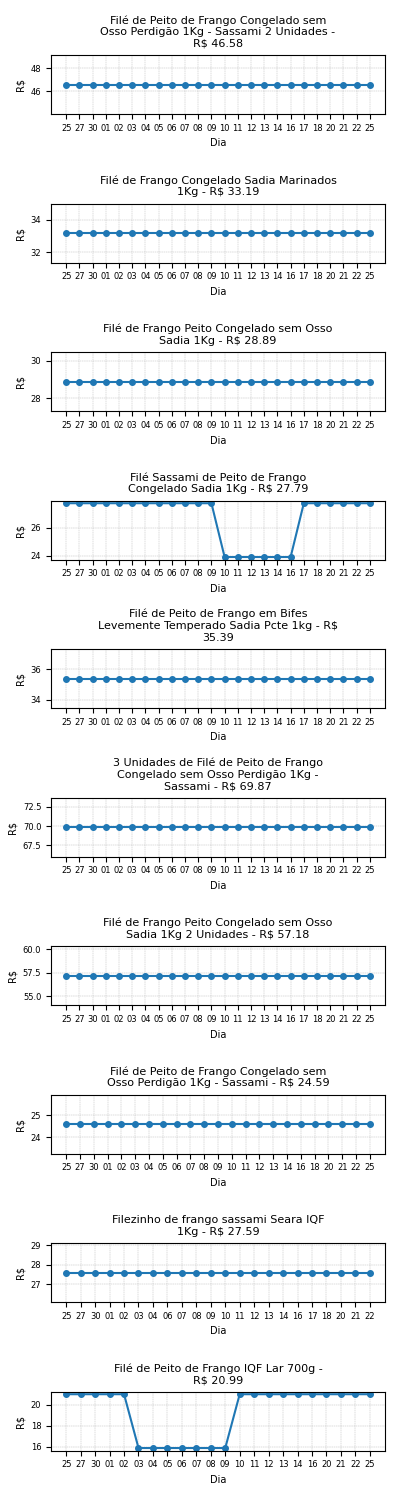 Filé de Peito de Frango Congelado sem
Osso Perdigão 1Kg - Sassami 2 Unidades -
R$ 46.58
48
46
R$
25 27 30 01 02 03 04 05 06 07 08 09 10 11 12 13 14 16 17 18 20 21 22 25
Dia
Filé de Frango Congelado Sadia Marinados
1Kg - R$ 33.19
34
32
R$
25 27 30 01 02 03 04 05 06 07 08 09 10 11 12 13 14 16 17 18 20 21 22 25
Dia
Filé de Frango Peito Congelado sem Osso
Sadia 1Kg - R$ 28.89
30
28
R$
25 27 30 01 02 03 04 05 06 07 08 09 10 11 12 13 14 16 17 18 20 21 22 25
Dia
Filé Sassami de Peito de Frango
Congelado Sadia 1Kg - R$ 27.79
26
24
R$
25 27 30 01 02 03 04 05 06 07 08 09 10 11 12 13 14 16 17 18 20 21 22 25
Dia
Filé de Peito de Frango em Bifes
Levemente Temperado Sadia Pcte 1kg - R$
35.39
36
34
R$
25 27 30 01 02 03 04 05 06 07 08 09 10 11 12 13 14 16 17 18 20 21 22 25
Dia
3 Unidades de Filé de Peito de Frango
Congelado sem Osso Perdigão 1Kg -
Sassami - R$ 69.87
72.5
70.0
67.5
R$
25 27 30 01 02 03 04 05 06 07 08 09 10 11 12 13 14 16 17 18 20 21 22 25
Dia
Filé de Frango Peito Congelado sem Osso
Sadia 1Kg 2 Unidades - R$ 57.18
60.0
57.5
55.0
R$
25 27 30 01 02 03 04 05 06 07 08 09 10 11 12 13 14 16 17 18 20 21 22 25
Dia
Filé de Peito de Frango Congelado sem
Osso Perdigão 1Kg - Sassami - R$ 24.59
25
24
R$
25 27 30 01 02 03 04 05 06 07 08 09 10 11 12 13 14 16 18 20 21 22 25
Dia
Filezinho de frango sassami Seara IQF
1Kg - R$ 27.59
29
28
27
R$
25 27 30 01 02 04 05 06 07 08 09 10 11 12 13 14 16 17 18 20 21 22
Dia
Filé de Peito de Frango IQF Lar 700g -
R$ 20.99
20
18
16
R$
25 27 30 01 02 03 04 05 06 07 08 09 10 12 13 14 16 17 18 20 21 22
Dia